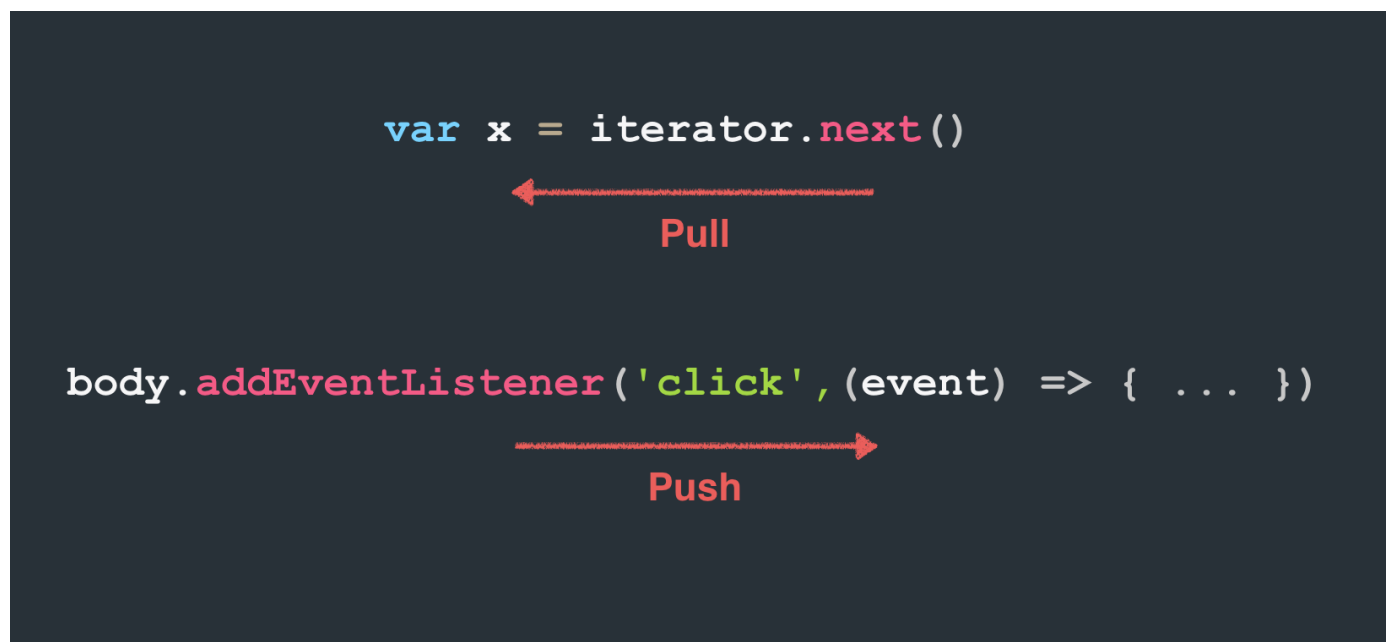 var x = iterator.next()
Pull
body.addEventListener('click',(event) => { ... })
Push